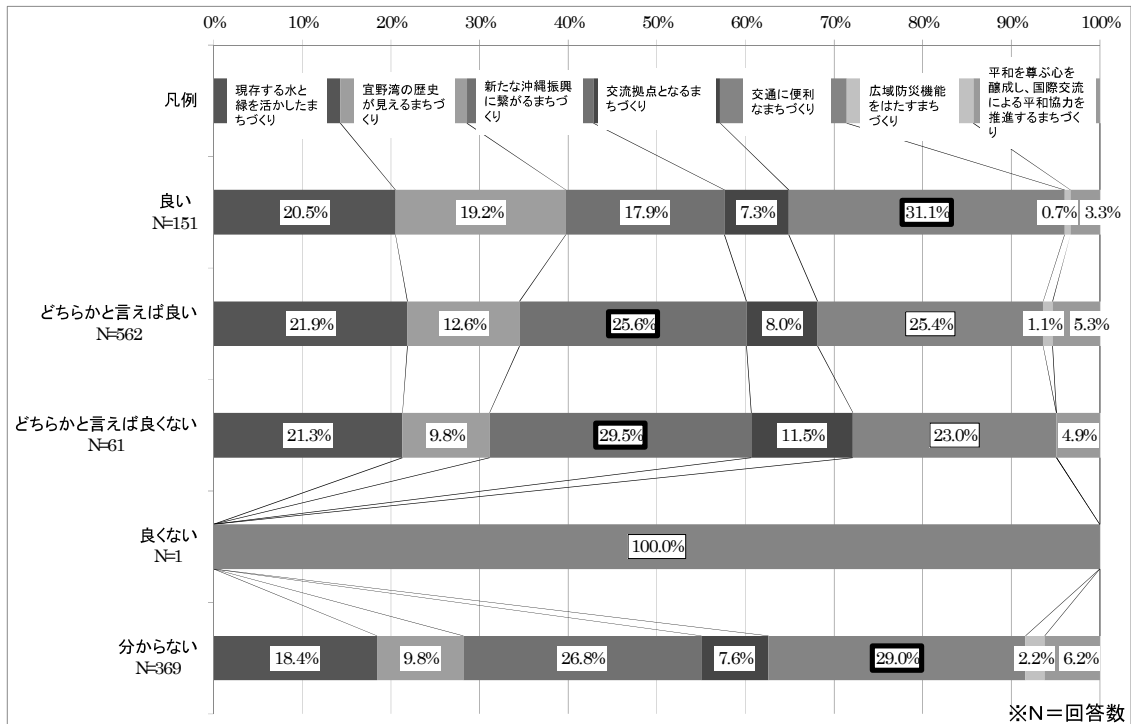 0% 10% 20% 30% 40% 50% 60% 70% 80% 90% 100%
凡例
現存する水と
緑を活かしたま
ちづくり
宜野湾の歴史
が見えるまちづ
くり
新たな沖縄振興
に繋がるまちづ
くり
交流拠点となるま
ちづくり
交通に便利
なまちづくり
広域防災機能
をはたすまち
づくり
平和を尊ぶ心を
醸成し、国際交流
による平和協力を
推進するまちづく
り
良い
N=151
20.5% 19.2% 17.9% 7.3% 31.1% 0.7% 3.3%
どちらかと言えば良い
N=562
21.9% 12.6% 25.6% 8.0% 25.4% 1.1% 5.3%
どちらかと言えば良くない
N=61
21.3% 9.8% 29.5% 11.5% 23.0% 4.9%
良くない
N=1
100.0%
分からない
N=369
18.4% 9.8% 26.8% 7.6% 29.0% 2.2% 6.2%
※N=回答数